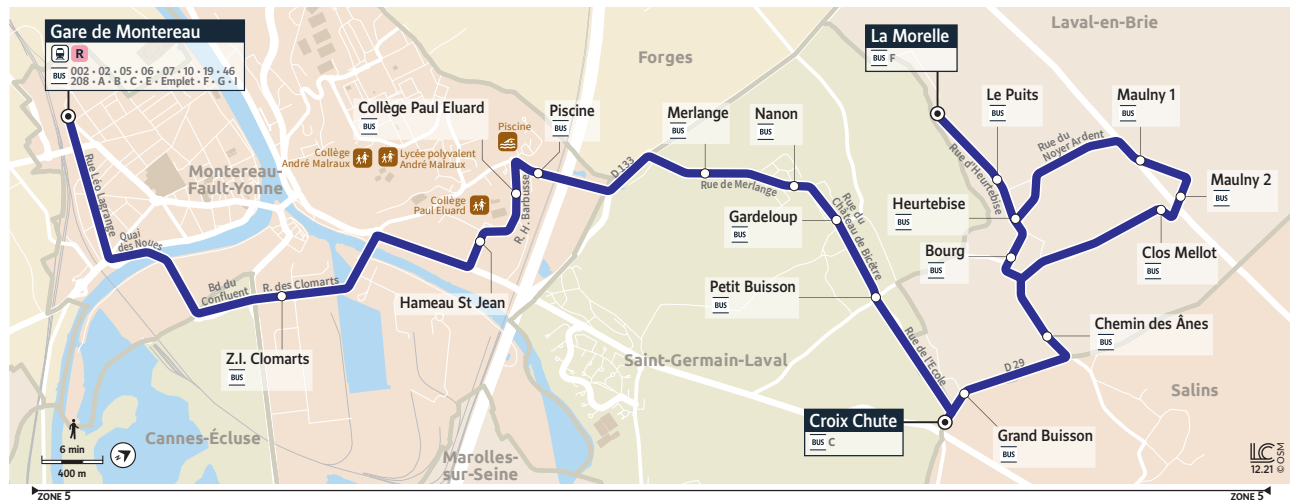 Gare de Montereau
R
BUS 002 • 02 • 05 • 06 • 07 • 10 • 19 • 46
208 • A • B • C • E • Emplet • F • G • I
Forges
Laval-en-Brie
La Morelle
BUS F
Collège Paul Eluard
BUS
Piscine
BUS
Piscine
Merlange
BUS
Nanon
BUS
Le Puits
BUS
Maulny 1
BUS
Collège
André Malraux
Lycée polyvalent
André Malraux
Collège
Paul Eluard
Montereau-
Fault-Yonne
Rue Léo Lagrange
Quai
des Noues
Bd du
Confluent
R. des Clomarts
R. H. Barbusse
D 133
Rue de Merlange
Rue du
Château de Bicêtre
Rue d'Heurtebise
Rue du
Noyer Ardent
Maulny 2
BUS
Heurtebise
BUS
Gardeloup
BUS
Bourg
BUS
Clos Mellot
BUS
Petit Buisson
BUS
Hameau St Jean
Chemin des Ânes
BUS
Z.I. Clomarts
BUS
Saint-Germain-Laval
Rue de l'Ecole
D 29
Salins
Croix Chute
BUS C
Grand Buisson
BUS
Cannes-Écluse
Marolles-
sur-Seine
6 min
400 m
LC
12.21
© OSM
ZONE 5
ZONE 5